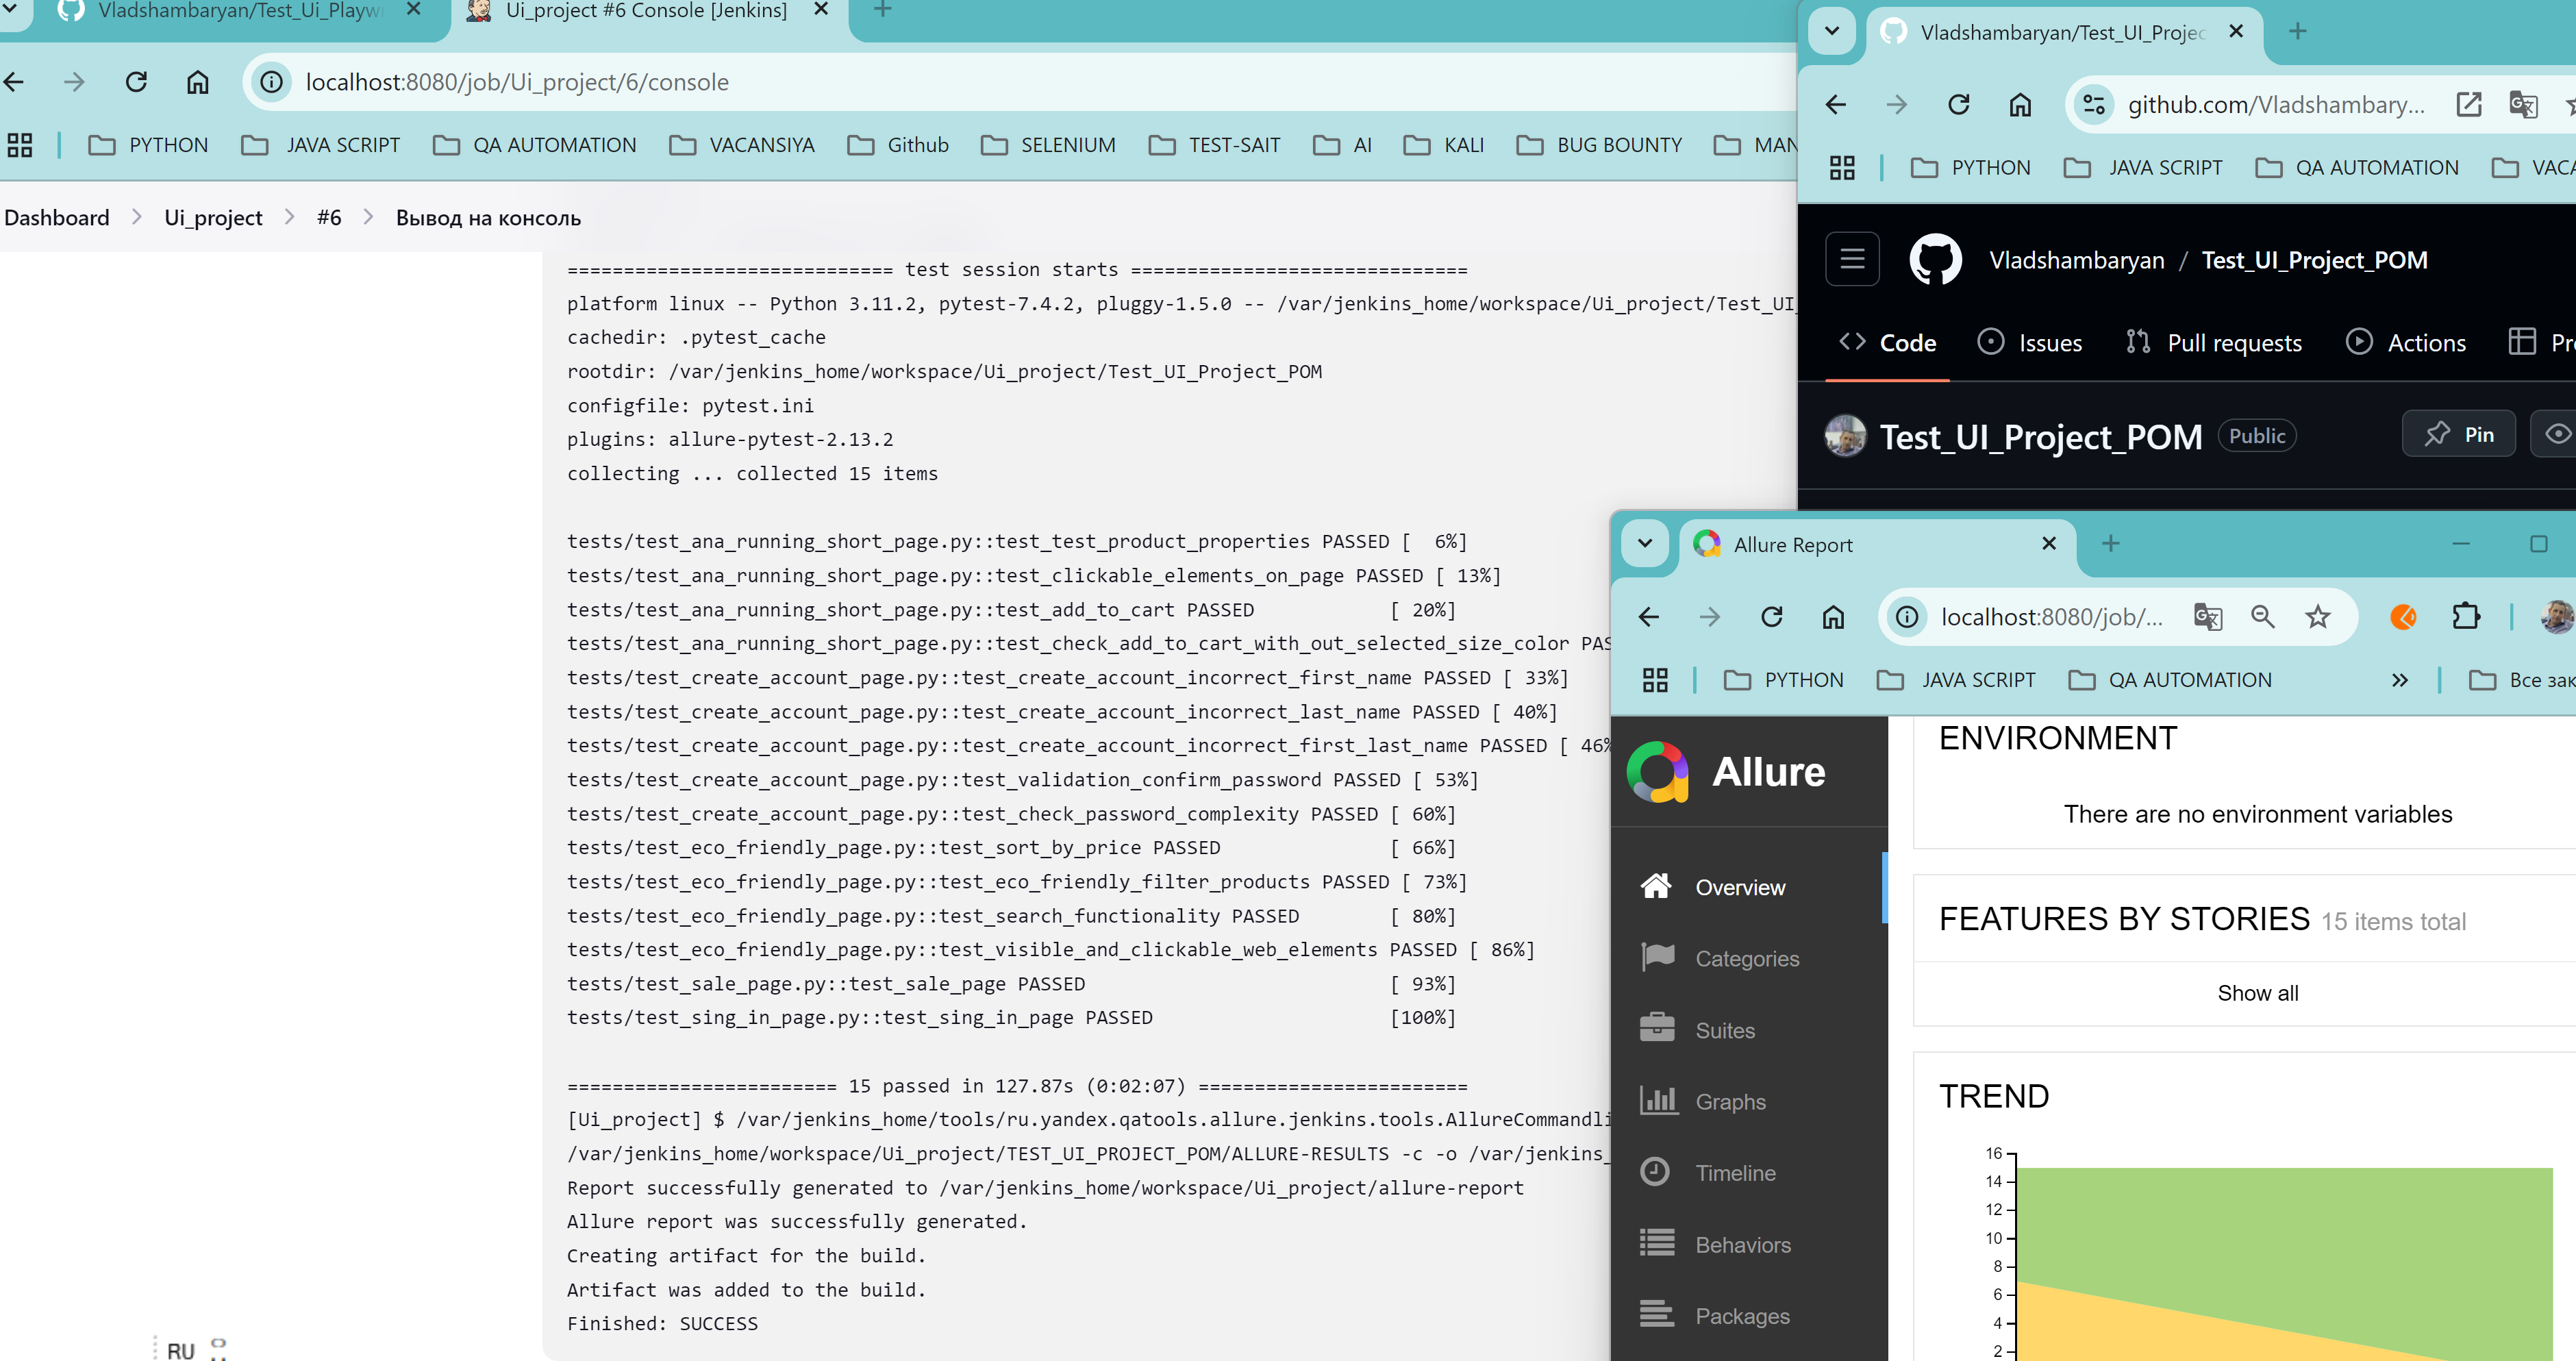 Vladshambaryan/Test_Ui_Playw
Ui_project #6 Console [Jenkins]
localhost:8080/job/Ui_project/6/console
PYTHON
JAVA SCRIPT
QA AUTOMATION
VACANSIYA
Github
SELENIUM
TEST-SAIT
AI
KALI
BUG BOUNTY
MAN
Dashboard > Ui_project > #6 > Вывод на консоль
============================= test session starts ==============================
platform linux -- Python 3.11.2, pytest-7.4.2, pluggy-1.5.0 -- /var/jenkins_home/workspace/Ui_project/Test_UI_
cachedir: .pytest_cache
rootdir: /var/jenkins_home/workspace/Ui_project/Test_UI_Project_POM
configfile: pytest.ini
plugins: allure-pytest-2.13.2
collecting ... collected 15 items
tests/test_ana_running_short_page.py::test_test_product_properties PASSED [  6%]
tests/test_ana_running_short_page.py::test_clickable_elements_on_page PASSED [ 13%]
tests/test_ana_running_short_page.py::test_add_to_cart PASSED            [ 20%]
tests/test_ana_running_short_page.py::test_check_add_to_cart_with_out_selected_size_color PAS
tests/test_create_account_page.py::test_create_account_incorrect_first_name PASSED [ 33%]
tests/test_create_account_page.py::test_create_account_incorrect_last_name PASSED [ 40%]
tests/test_create_account_page.py::test_create_account_incorrect_first_last_name PASSED [ 46%
tests/test_create_account_page.py::test_validation_confirm_password PASSED [ 53%]
tests/test_create_account_page.py::test_check_password_complexity PASSED [ 60%]
tests/test_eco_friendly_page.py::test_sort_by_price PASSED               [ 66%]
tests/test_eco_friendly_page.py::test_eco_friendly_filter_products PASSED [ 73%]
tests/test_eco_friendly_page.py::test_search_functionality PASSED        [ 80%]
tests/test_eco_friendly_page.py::test_visible_and_clickable_web_elements PASSED [ 86%]
tests/test_sale_page.py::test_sale_page PASSED                           [ 93%]
tests/test_sing_in_page.py::test_sing_in_page PASSED                     [100%]
======================== 15 passed in 127.87s (0:02:07) ========================
[Ui_project] $ /var/jenkins_home/tools/ru.yandex.qatools.allure.jenkins.tools.AllureCommandli
/var/jenkins_home/workspace/Ui_project/TEST_UI_PROJECT_POM/ALLURE-RESULTS -c -o /var/jenkins_
Report successfully generated to /var/jenkins_home/workspace/Ui_project/allure-report
Allure report was successfully generated.
Creating artifact for the build.
Artifact was added to the build.
Finished: SUCCESS
RU
Vladshambaryan/Test_UI_Projec
github.com/Vladshambary...
PYTHON
JAVA SCRIPT
QA AUTOMATION
VACA
Vladshambaryan / Test_UI_Project_POM
Code
Issues
Pull requests
Actions
Pr
Test_UI_Project_POM
Public
Pin
Allure Report
localhost:8080/job/...
PYTHON
JAVA SCRIPT
QA AUTOMATION
»
Все зак
Allure
Overview
Categories
Suites
Graphs
Timeline
Behaviors
Packages
ENVIRONMENT
There are no environment variables
FEATURES BY STORIES 15 items total
Show all
TREND
16
14
12
10
8
6
4
2